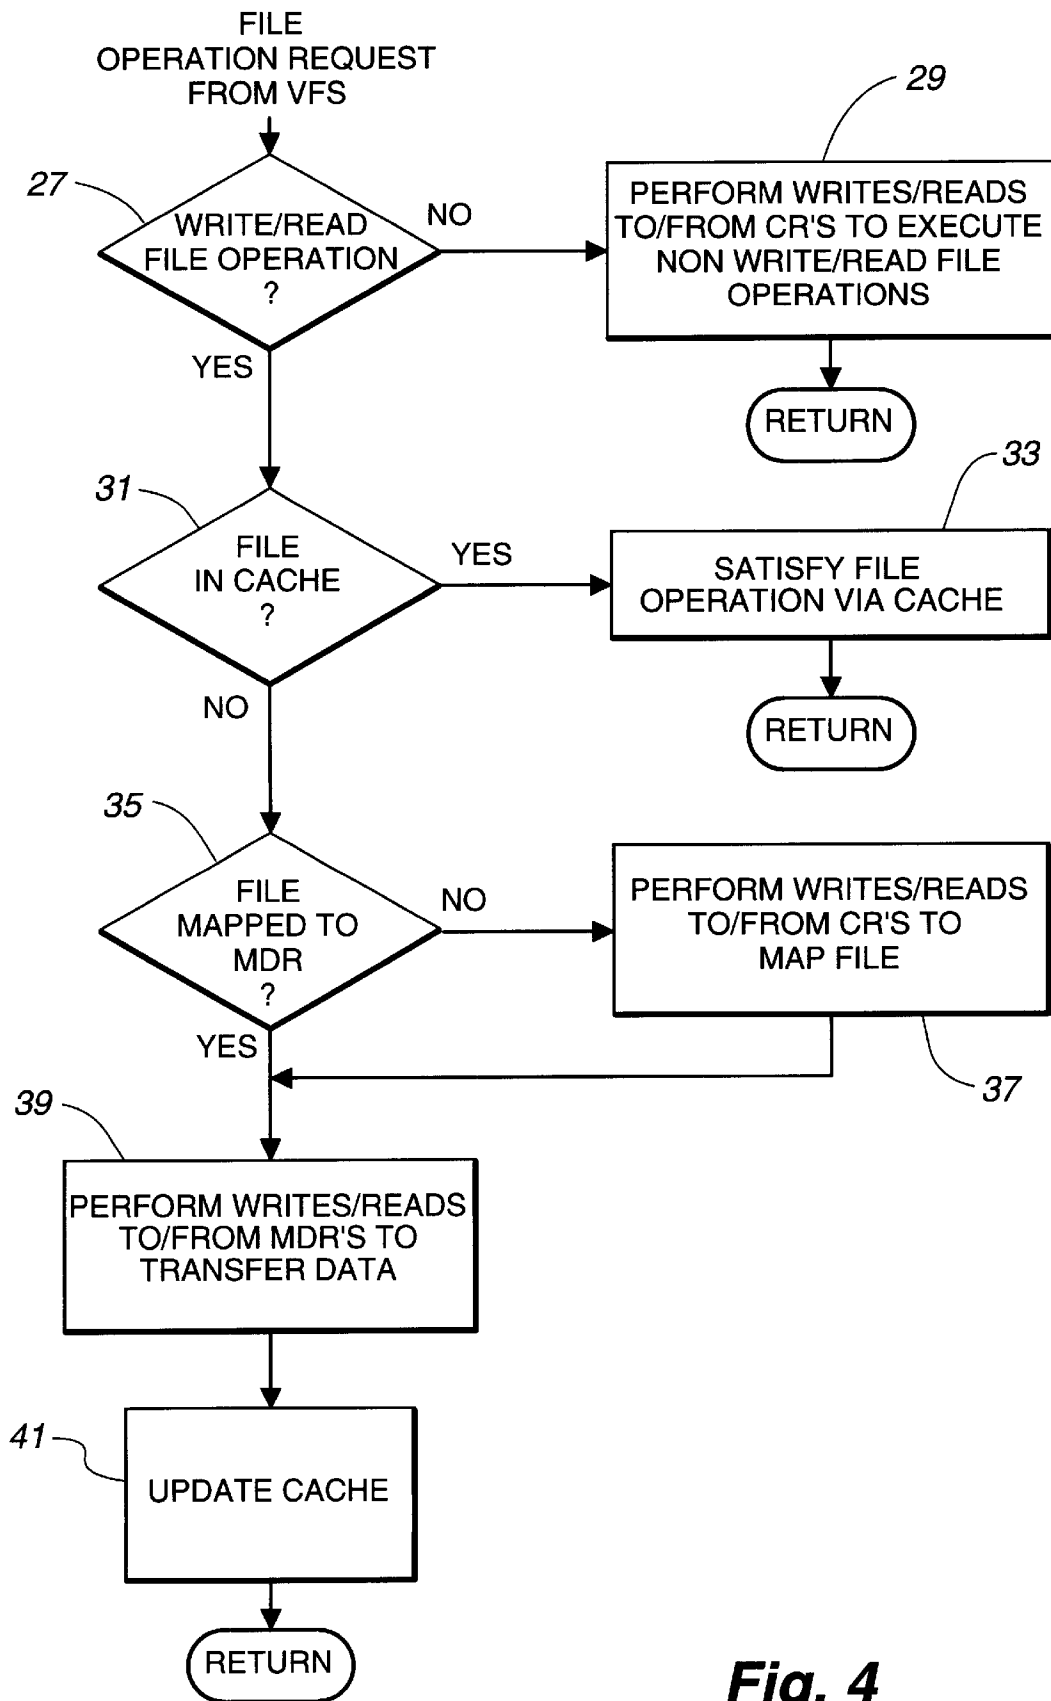 FILE
OPERATION REQUEST
FROM VFS
27
WRITE/READ
FILE OPERATION
?
NO
YES
29
PERFORM WRITES/READS
TO/FROM CR'S TO EXECUTE
NON WRITE/READ FILE
OPERATIONS
RETURN
31
FILE
IN CACHE
?
YES
NO
33
SATISFY FILE
OPERATION VIA CACHE
RETURN
35
FILE
MAPPED TO
MDR
?
NO
YES
PERFORM WRITES/READS
TO/FROM CR'S TO
MAP FILE
37
39
PERFORM WRITES/READS
TO/FROM MDR'S TO
TRANSFER DATA
41
UPDATE CACHE
RETURN
Fig. 4